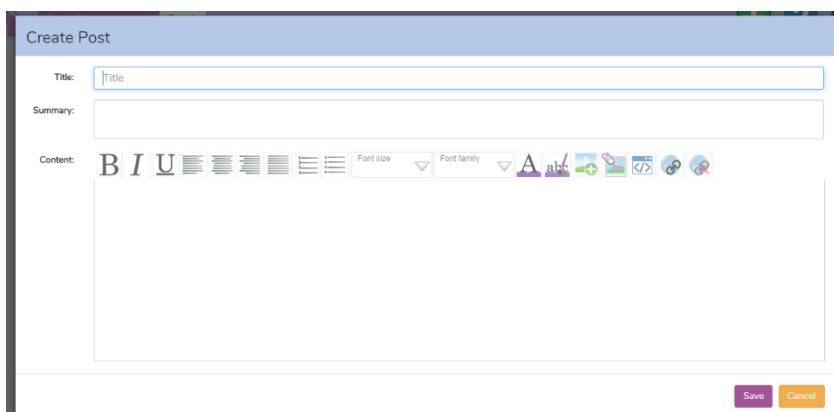 Create Post
Title:
Title
Summary:
Content:
B I U Font size Font family A abc
Save Cancel